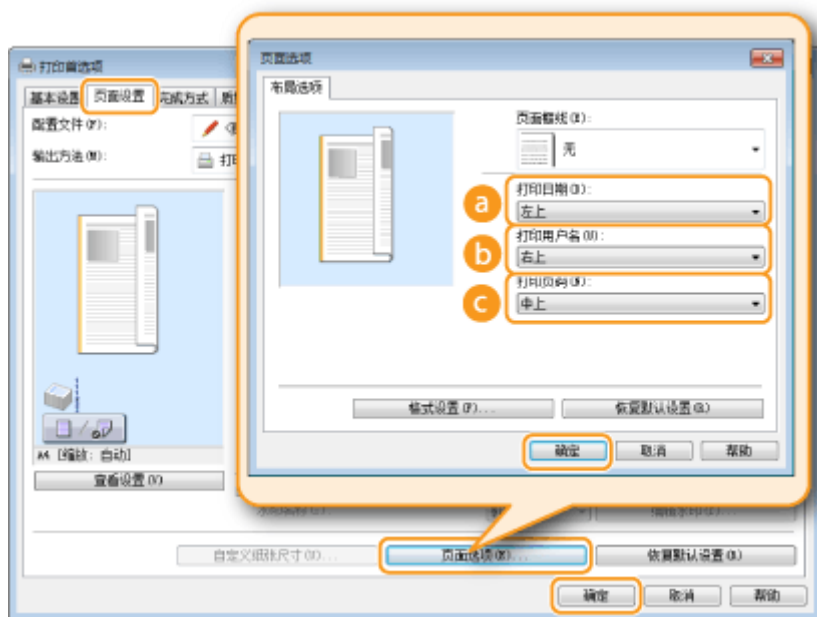 打印首选项
基本设置
页面设置
完成方式
配置文件(F):
输出方法(M):
打印
A4 [缩放: 自动]
查看设置(V)
自定义纸张尺寸(U)...
页面选项(N)...
恢复默认设置(R)
确定
取消
帮助
页面选项
布局选项
页面框线(E):
无
a
打印日期(D):
左上
b
打印用户名(U):
右上
c
打印页码(N):
中上
格式设置(F)...
恢复默认设置(R)
确定
取消
帮助